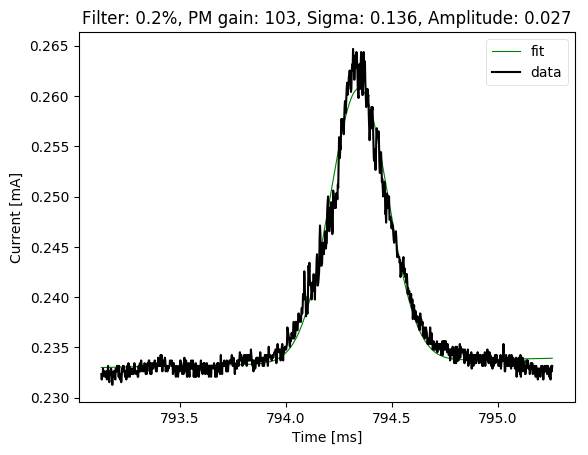 Filter: 0.2%, PM gain: 103, Sigma: 0.136, Amplitude: 0.027
fit
data
Current [mA]
0.265
0.260
0.255
0.250
0.245
0.240
0.235
0.230
793.5 794.0 794.5 795.0
Time [ms]